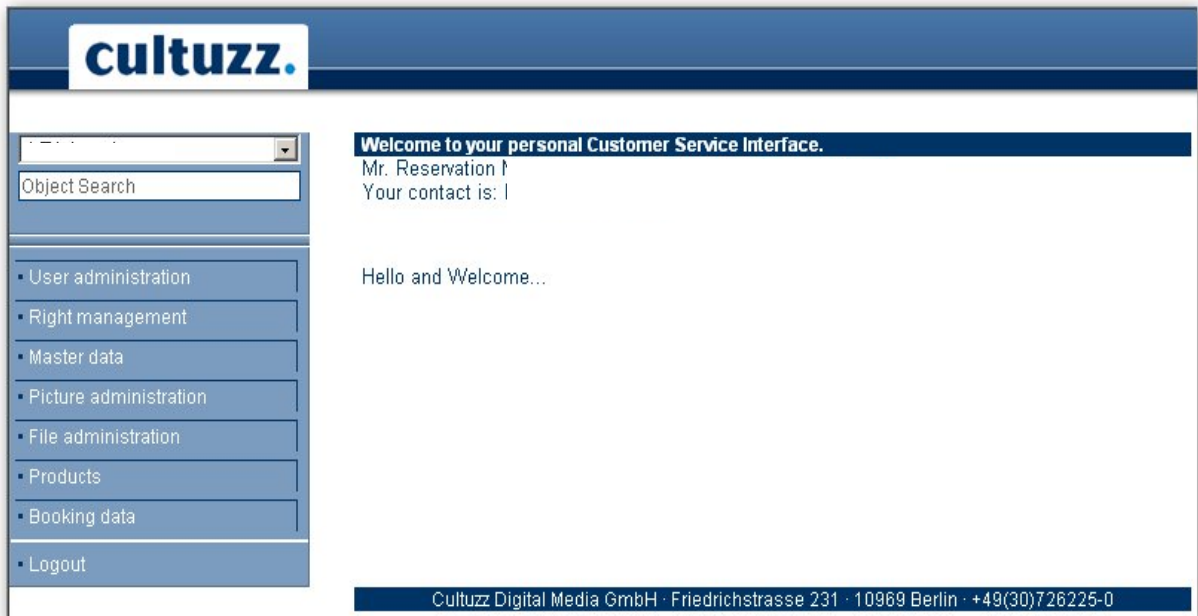 cultuzz.
Object Search
User administration
Right management
Master data
Picture administration
File administration
Products
Booking data
Logout
Welcome to your personal Customer Service Interface.
Mr. Reservation
Your contact is:
Hello and Welcome...
Cultuzz Digital Media GmbH · Friedrichstrasse 231 · 10969 Berlin · +49(30)726225-0